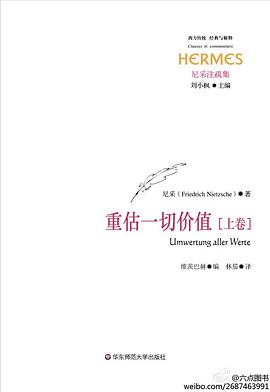 西方传统 经典与解释
Classici et commentarii
HERMES
尼采注疏集
刘小枫 · 主编
尼采（Friedrich Nietzsche）著
重估一切价值［上卷］
Umwertung aller Werte
维茨巴赫 编 林笳 译
华东师范大学出版社
@六点图书
weibo.com/2687463991